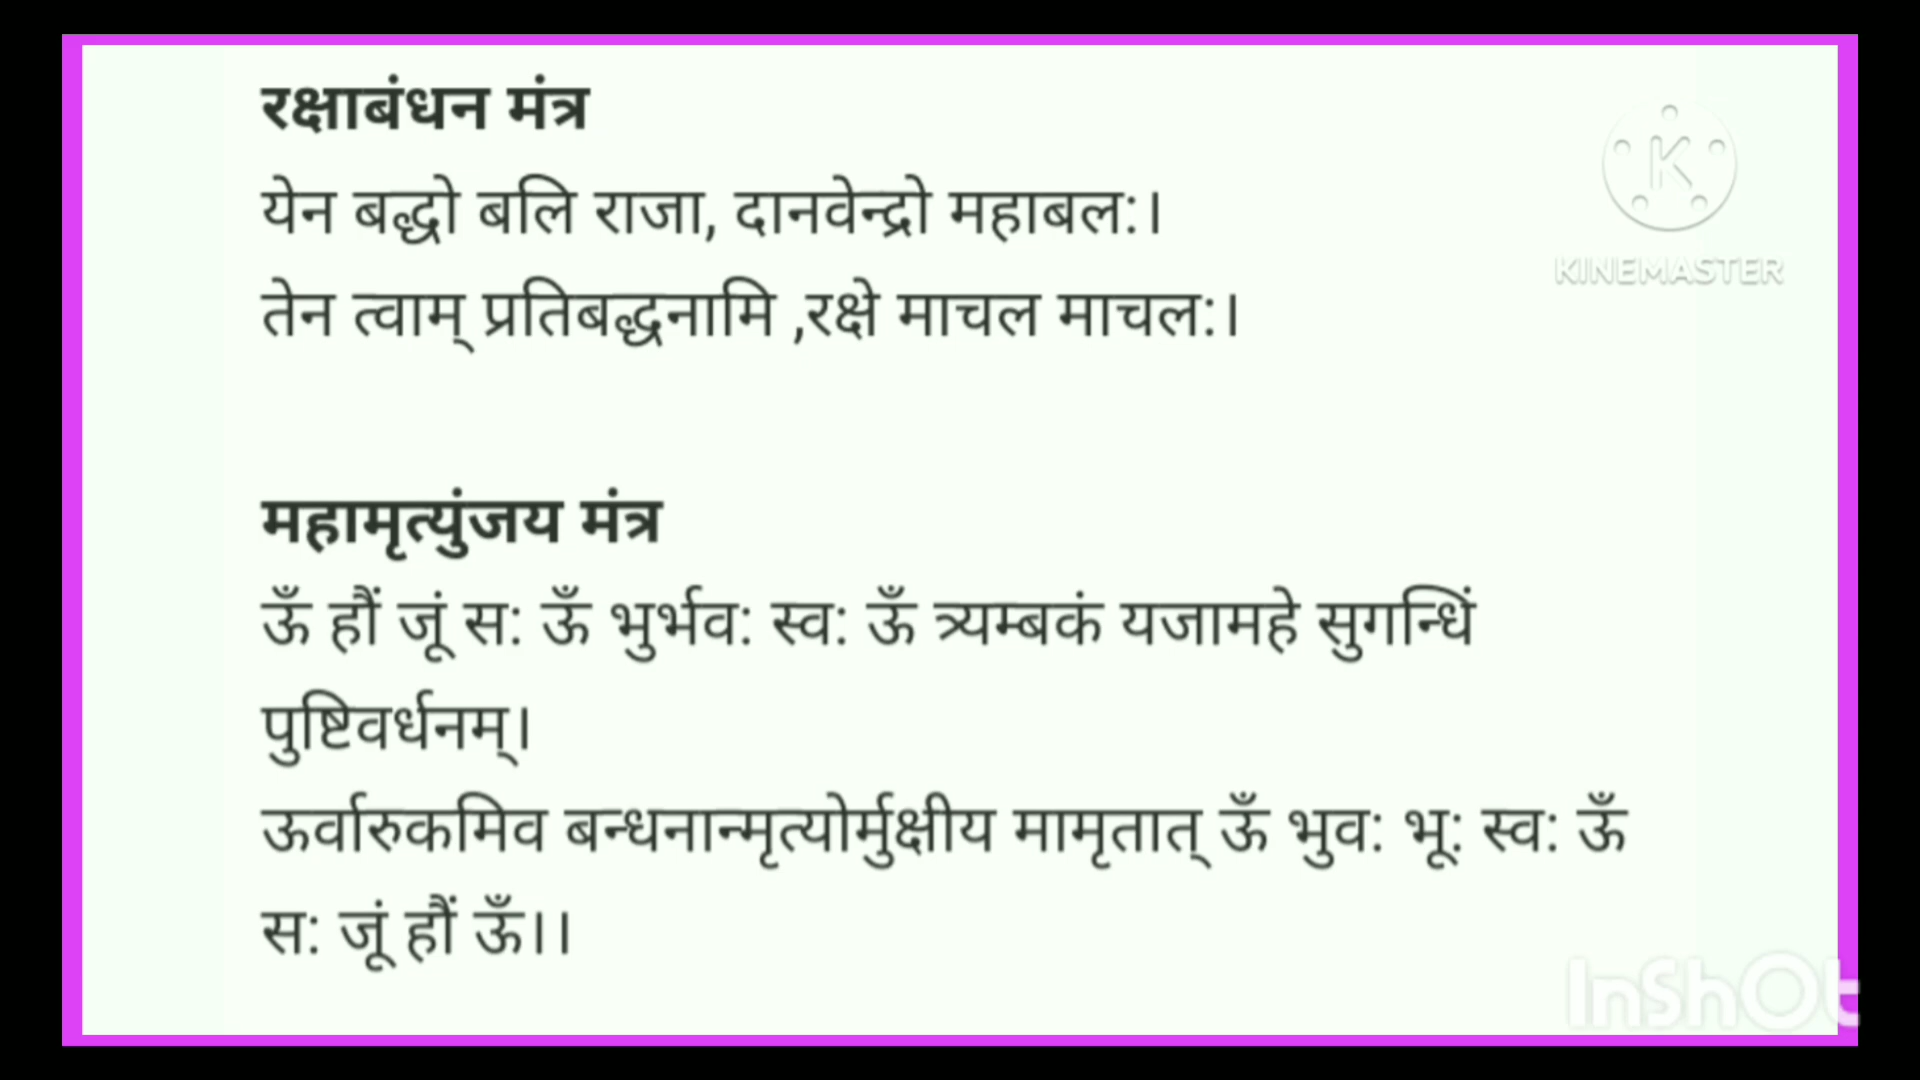 रक्षाबंधन मंत्र
येन बद्धो बलि राजा, दानवेन्द्रो महाबल:।
तेन त्वाम् प्रतिबद्धनामि ,रक्षे माचल माचल:।
KINEMASTER
महामृत्युंजय मंत्र
ऊँ हौं जूं स: ऊँ भुर्भव: स्व: ऊँ त्र्यम्बकं यजामहे सुगन्धिं
पुष्टिवर्धनम्।
ऊर्वारुकमिव बन्धनान्मृत्योर्मुक्षीय मामृतात् ऊँ भुव: भू: स्व: ऊँ
स: जूं हौं ऊँ।।
InShOt